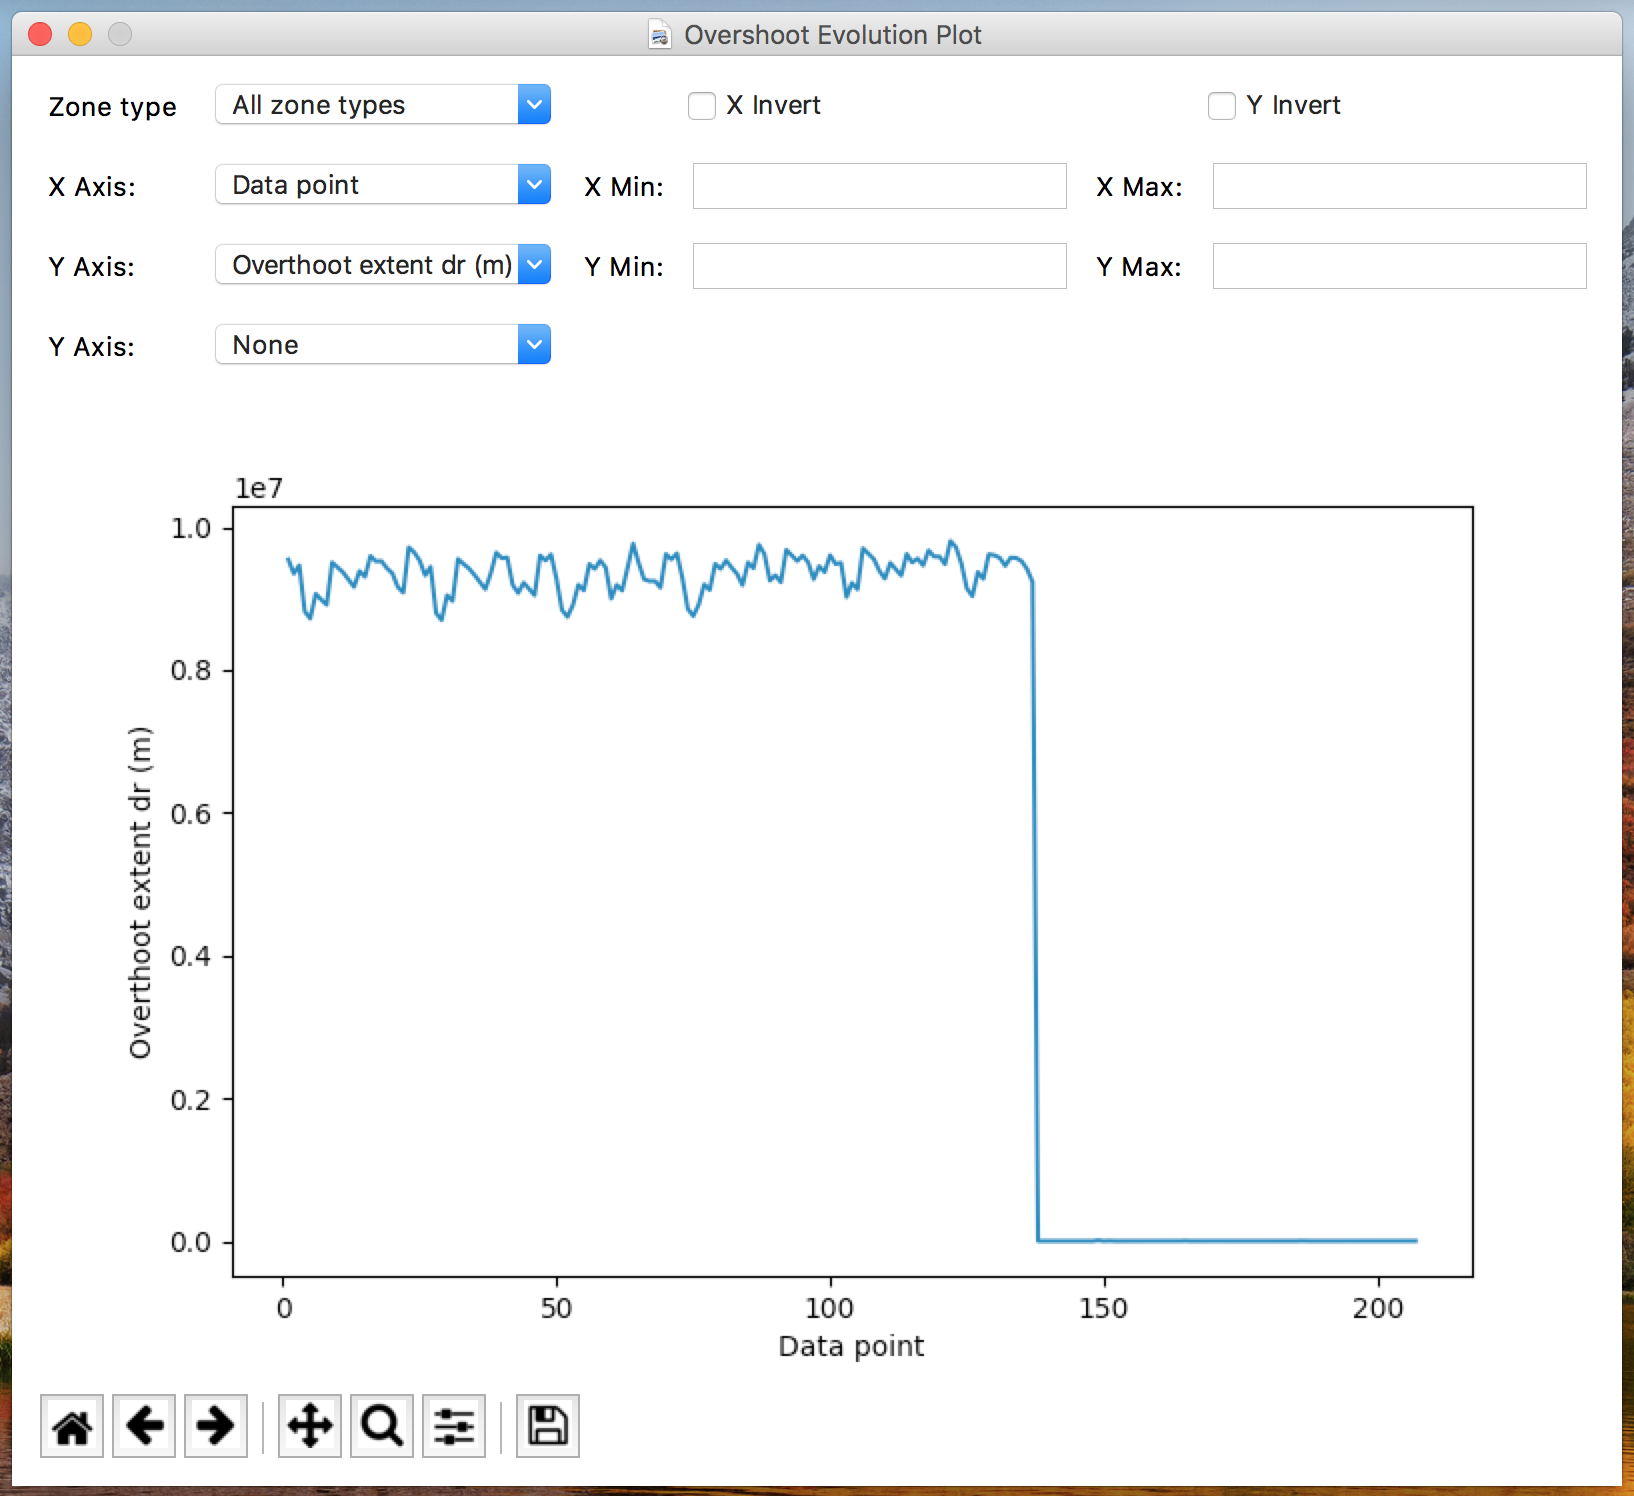 Overshoot Evolution Plot
Zone type All zone types X Invert Y Invert
X Axis: Data point X Min: X Max:
Y Axis: Overthoot extent dr (m) Y Min: Y Max:
Y Axis: None
1e7
1.0
0.8
0.6
0.4
0.2
0.0
Overthoot extent dr (m)
0 50 100 150 200
Data point